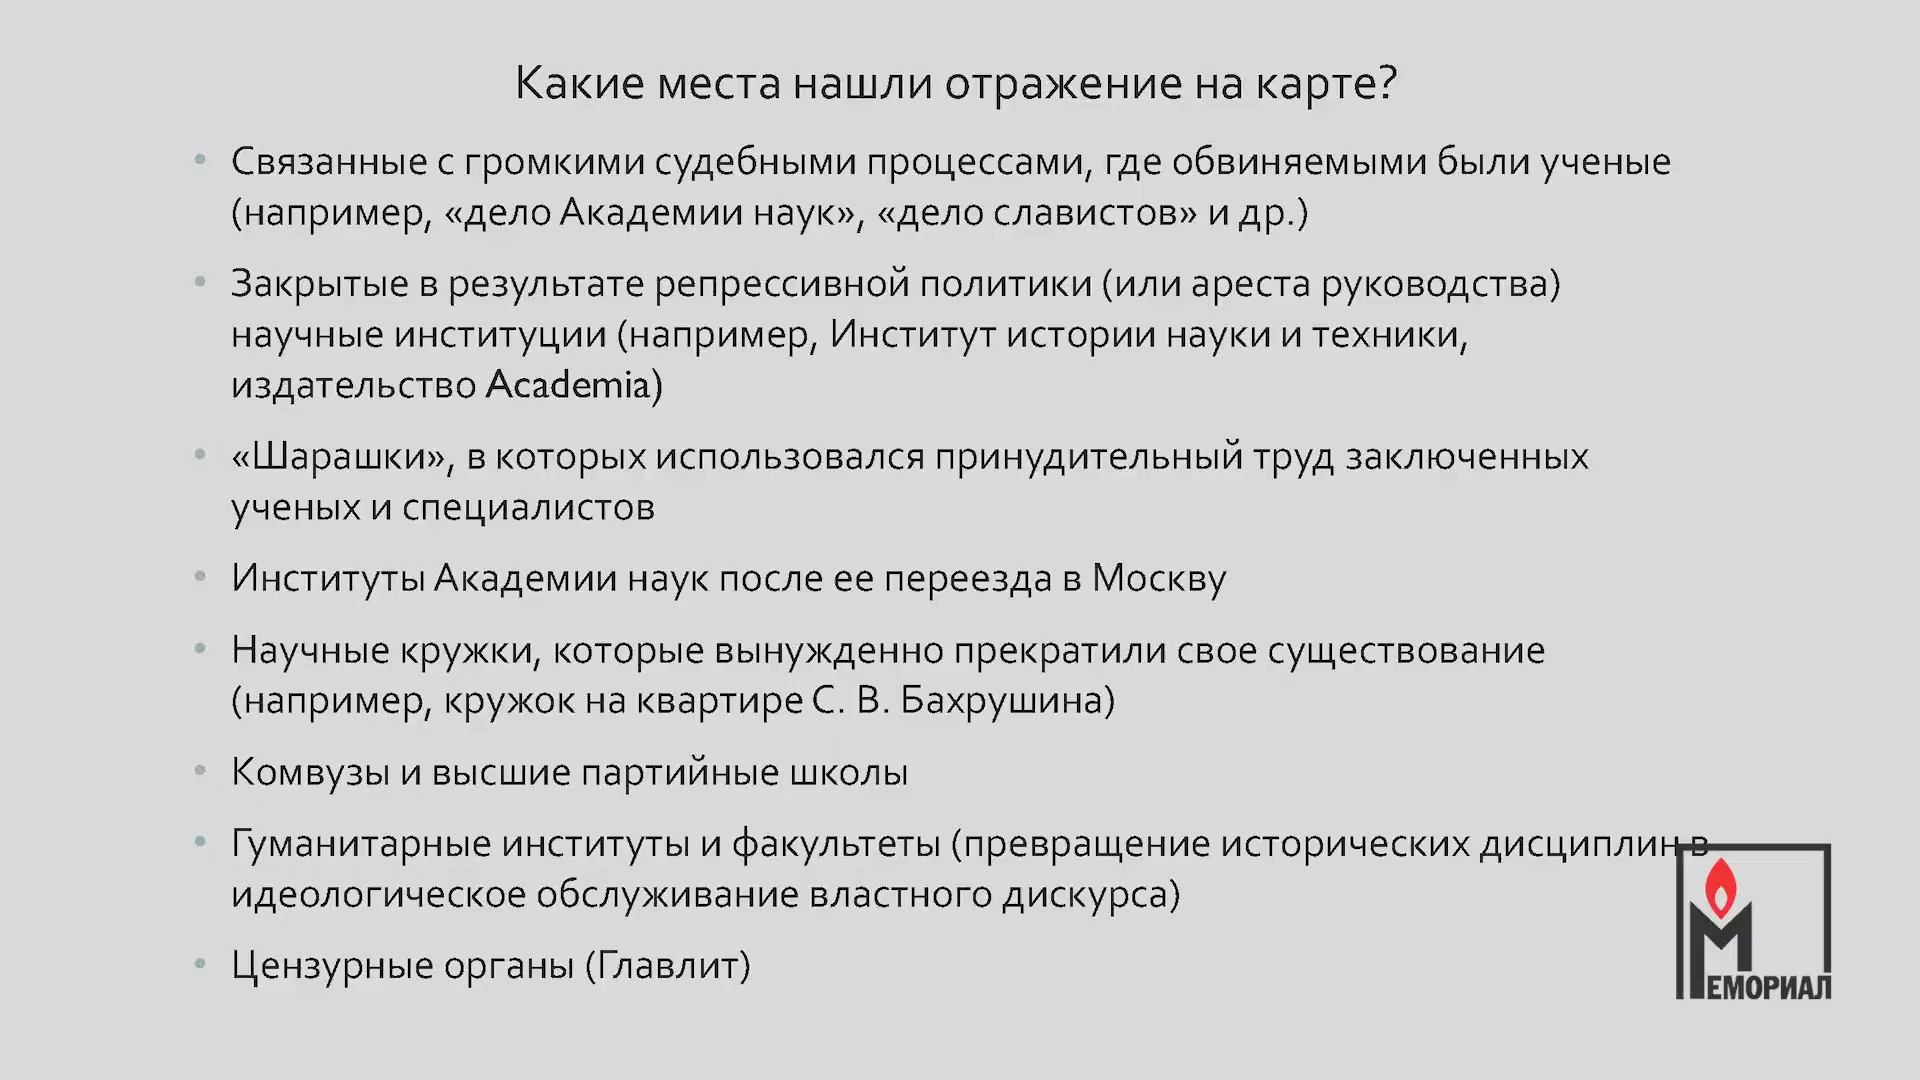 Какие места нашли отражение на карте?
• Связанные с громкими судебными процессами, где обвиняемыми были ученые
(например, «дело Академии наук», «дело славистов» и др.)
• Закрытые в результате репрессивной политики (или ареста руководства)
научные институции (например, Институт истории науки и техники,
издательство Academia)
• «Шарашки», в которых использовался принудительный труд заключенных
ученых и специалистов
• Институты Академии наук после ее переезда в Москву
• Научные кружки, которые вынужденно прекратили свое существование
(например, кружок на квартире С. В. Бахрушина)
• Комвузы и высшие партийные школы
• Гуманитарные институты и факультеты (превращение исторических дисциплин в
идеологическое обслуживание властного дискурса)
• Цензурные органы (Главлит)
МЕМОРИАЛ